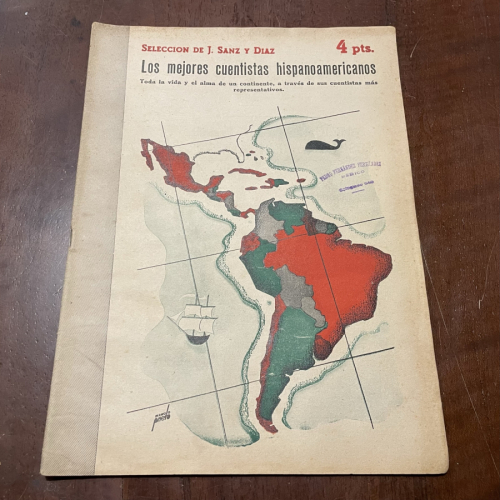 SELECCION DE J. SANZ Y DIAZ
4 pts.
Los mejores cuentistas hispanoamericanos
Toda la vida y el alma de un continente, a través de sus cuentistas más
representativos.